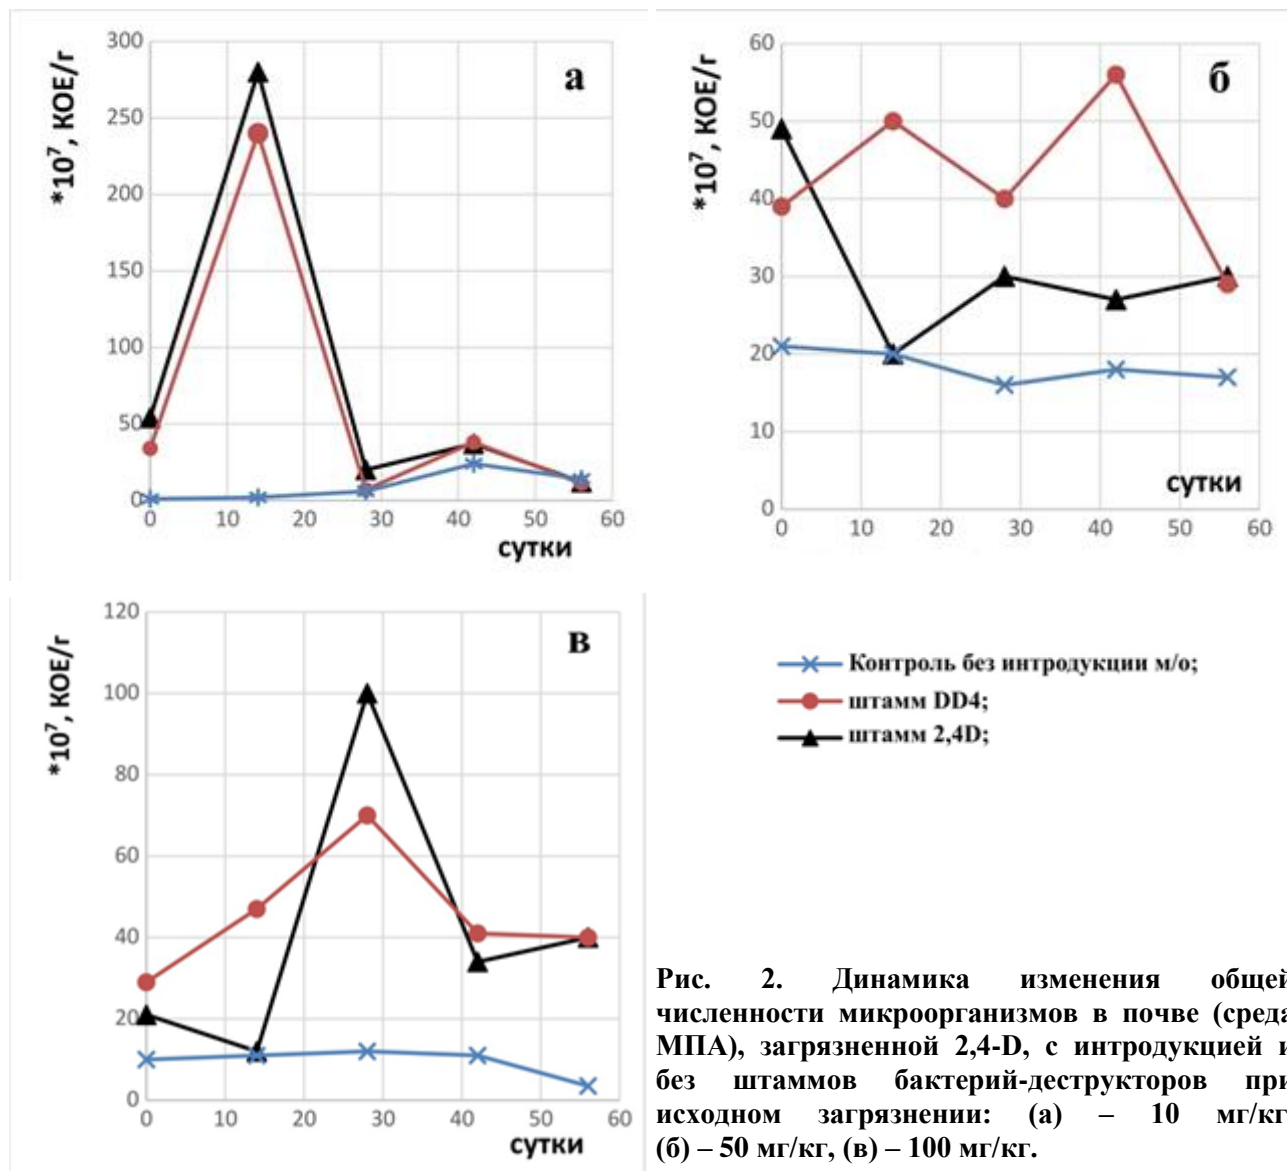 а
*10⁷, КОЕ/г
300
250
200
150
100
50
0
0 10 20 30 40 50 60
сутки
б
*10⁷, КОЕ/г
60
50
40
30
20
10
0
0 10 20 30 40 50 60
сутки
в
*10⁷, КОЕ/г
120
100
80
60
40
20
0
0 10 20 30 40 50 60
сутки
Контроль без интродукции м/о;
штамм DD4;
штамм 2,4D;
Рис. 2. Динамика изменения общей
численности микроорганизмов в почве (среда
МПА), загрязненной 2,4-D, с интродукцией и
без штаммов бактерий-деструкторов при
исходном загрязнении: (а) – 10 мг/кг
(б) – 50 мг/кг, (в) – 100 мг/кг.